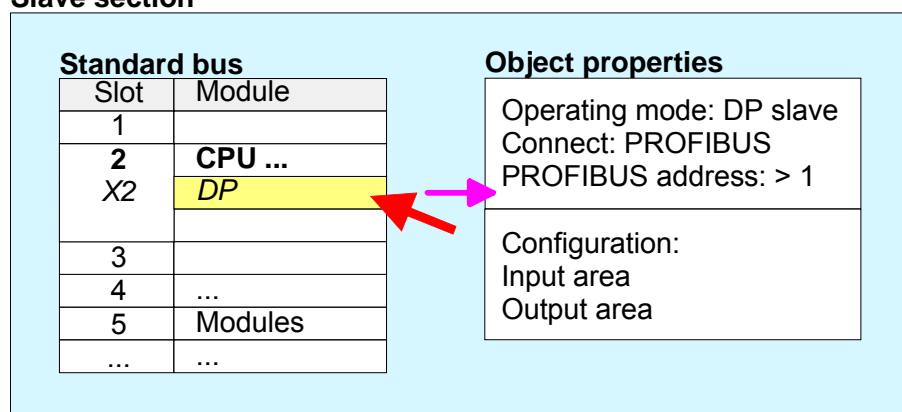 Slave section
Standard bus
Slot Module
1
2 CPU ...
X2 DP
3
4 ...
5 Modules
... ...
Object properties
Operating mode: DP slave
Connect: PROFIBUS
PROFIBUS address: > 1
Configuration:
Input area
Output area